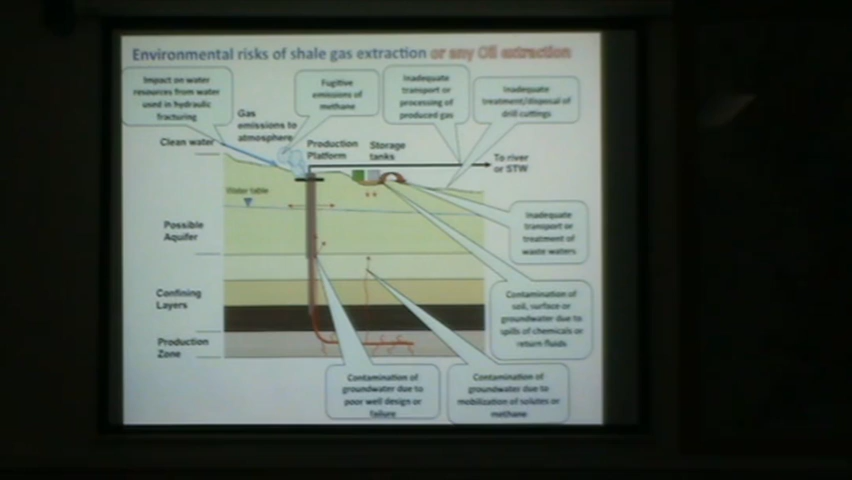 Environmental risks of shale gas extraction or any Oil extraction
Impact on water
resources from water
used in hydraulic
fracturing
Fugitive
emissions of
methane
Inadequate
transport or
processing of
produced gas
Inadequate
treatment/disposal of
drill cuttings
Gas
emissions to
atmosphere
Clean water
Production
Platform
Storage
tanks
To river
or STW
Water table
Possible
Aquifer
Inadequate
transport or
treatment of
waste waters
Confining
Layers
Contamination of
soil, surface or
groundwater due to
spills of chemicals or
return fluids
Production
Zone
Contamination of
groundwater due to
poor well design or
failure
Contamination of
groundwater due to
mobilization of solutes or
methane